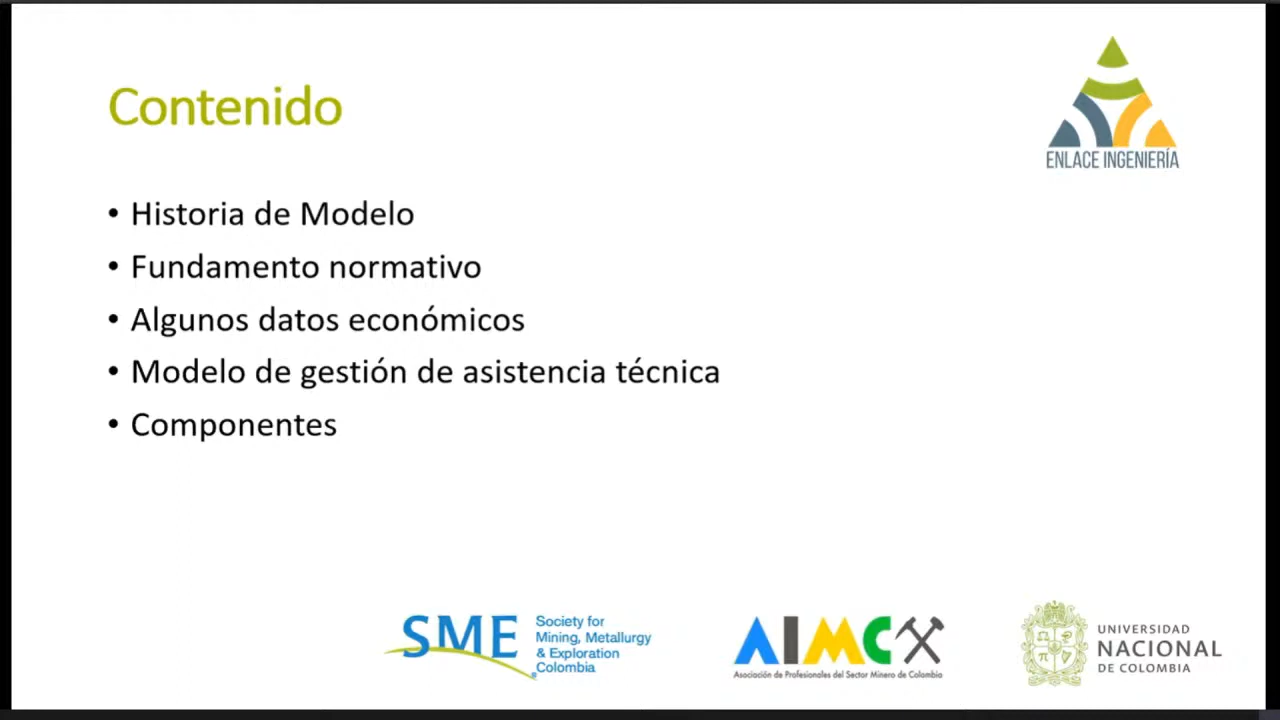 Contenido
ENLACE INGENIERÍA
• Historia de Modelo
• Fundamento normativo
• Algunos datos económicos
• Modelo de gestión de asistencia técnica
• Componentes
SME
Society for
Mining, Metallurgy
& Exploration
Colombia
AIMC
Asociación de Profesionales del Sector Minero de Colombia
UNIVERSIDAD
NACIONAL
DE COLOMBIA